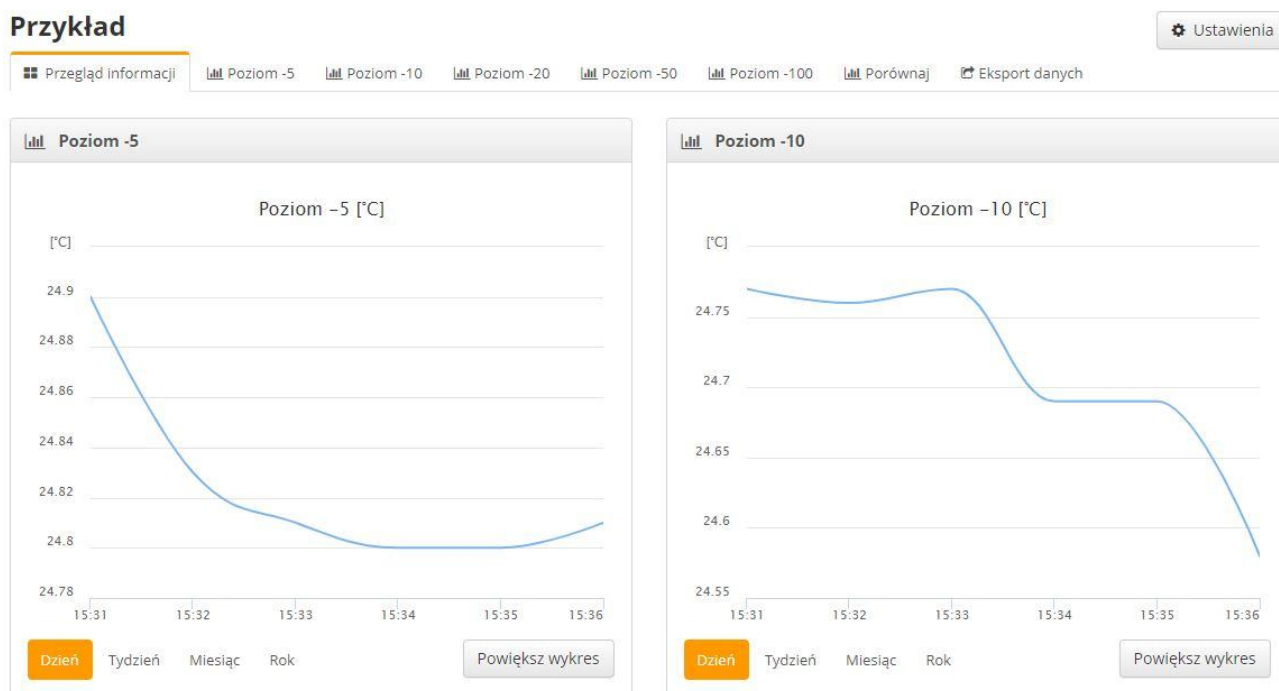 Przykład
Ustawienia
Przegląd informacji Poziom -5 Poziom -10 Poziom -20 Poziom -50 Poziom -100 Porównaj Eksport danych
Poziom -5
Poziom −5 [°C]
[°C]
24.9
24.88
24.86
24.84
24.82
24.8
24.78
15:31 15:32 15:33 15:34 15:35 15:36
Dzień Tydzień Miesiąc Rok Powiększ wykres
Poziom -10
Poziom −10 [°C]
[°C]
24.75
24.7
24.65
24.6
24.55
15:31 15:32 15:33 15:34 15:35 15:36
Dzień Tydzień Miesiąc Rok Powiększ wykres